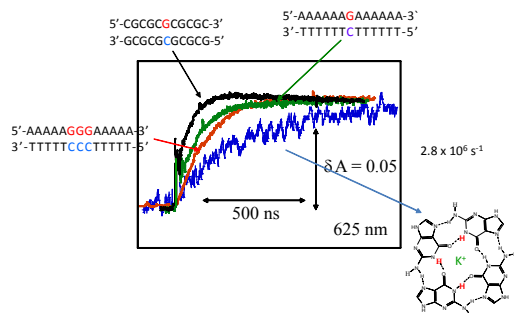 5’-CGCGCGCGCGC-3’
3’-GCGCGCGCGCG-5’
5’-AAAAAAGAAAAAA-3`
3’-TTTTTTCTTTTTT-5’
5’-AAAAAGGGAAAAA-3’
3’-TTTTTCCCTTTTT-5’
δA = 0.05
2.8 x 10⁶ s⁻¹
500 ns
625 nm
K⁺